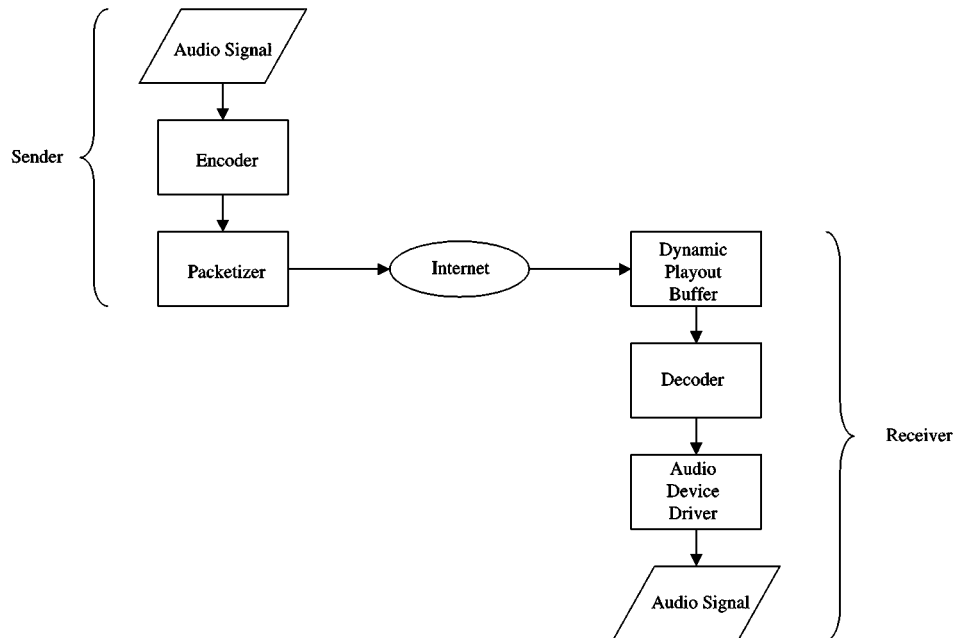 Audio Signal
Encoder
Sender
Packetizer
Internet
Dynamic
Playout
Buffer
Decoder
Receiver
Audio
Device
Driver
Audio Signal